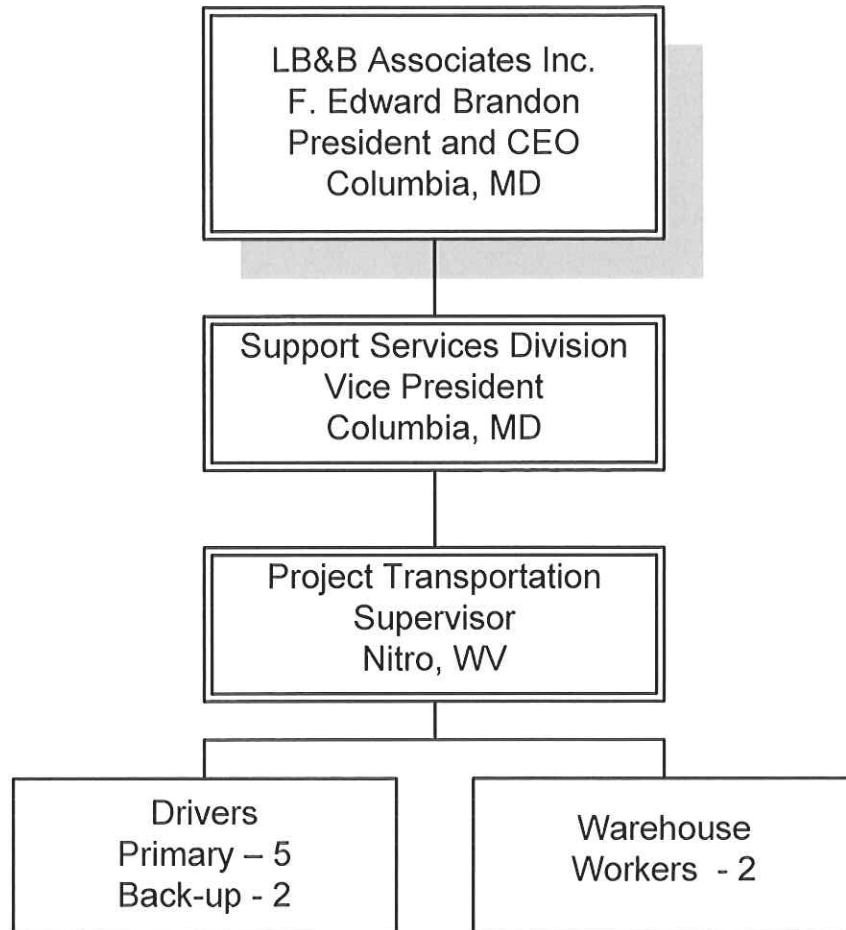 LB&B Associates Inc.
F. Edward Brandon
President and CEO
Columbia, MD
Support Services Division
Vice President
Columbia, MD
Project Transportation
Supervisor
Nitro, WV
Drivers
Primary – 5
Back-up - 2
Warehouse
Workers - 2